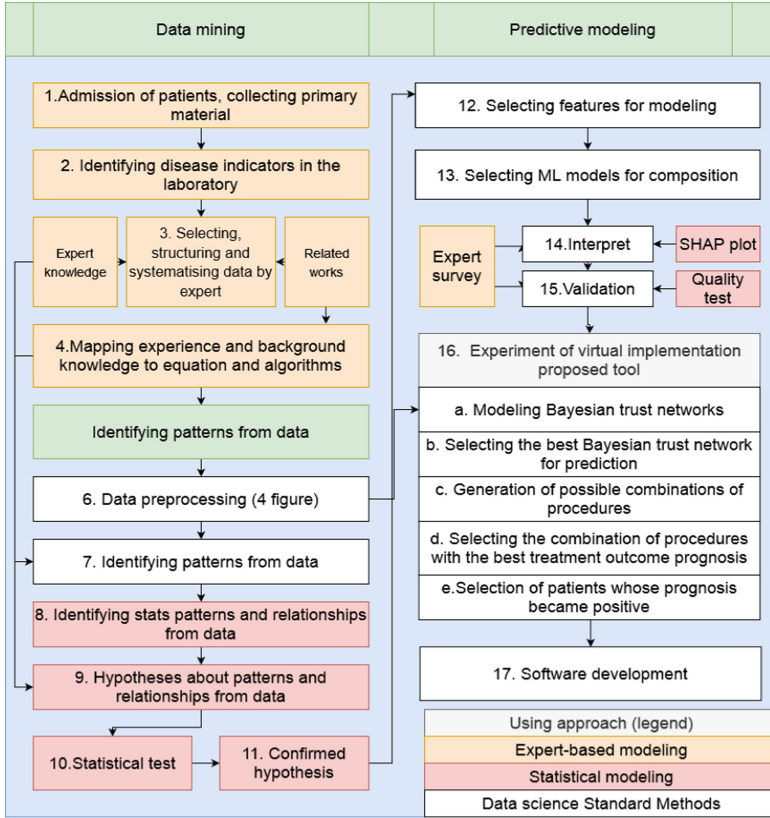 Data mining
Predictive modeling
1.Admission of patients, collecting primary
material
2. Identifying disease indicators in the
laboratory
Expert
knowledge
3. Selecting,
structuring and
systematising data by
expert
Related
works
4.Mapping experience and background
knowledge to equation and algorithms
Identifying patterns from data
6. Data preprocessing (4 figure)
7. Identifying patterns from data
8. Identifying stats patterns and relationships
from data
9. Hypotheses about patterns and
relationships from data
10.Statistical test
11. Confirmed
hypothesis
12. Selecting features for modeling
13. Selecting ML models for composition
Expert
survey
14.Interpret
SHAP plot
15.Validation
Quality
test
16. Experiment of virtual implementation
proposed tool
a. Modeling Bayesian trust networks
b. Selecting the best Bayesian trust network
for prediction
c. Generation of possible combinations of
procedures
d. Selecting the combination of procedures
with the best treatment outcome prognosis
e.Selection of patients whose prognosis
became positive
17. Software development
Using approach (legend)
Expert-based modeling
Statistical modeling
Data science Standard Methods